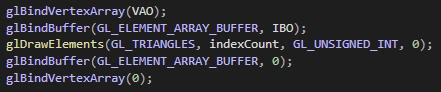 glBindVertexArray(VAO);
glBindBuffer(GL_ELEMENT_ARRAY_BUFFER, IBO);
glDrawElements(GL_TRIANGLES, indexCount, GL_UNSIGNED_INT, 0);
glBindBuffer(GL_ELEMENT_ARRAY_BUFFER, 0);
glBindVertexArray(0);